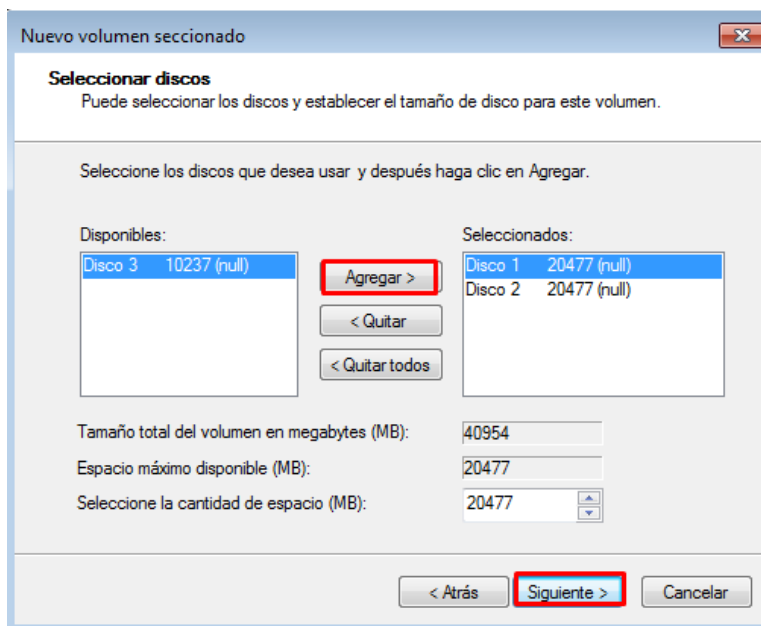 Nuevo volumen seccionado
Seleccionar discos
Puede seleccionar los discos y establecer el tamaño de disco para este volumen.
Seleccione los discos que desea usar y después haga clic en Agregar.
Disponibles:
Seleccionados:
Disco 3 10237 (null)
Agregar >
Disco 1 20477 (null)
Disco 2 20477 (null)
< Quitar
< Quitar todos
Tamaño total del volumen en megabytes (MB): 40954
Espacio máximo disponible (MB): 20477
Seleccione la cantidad de espacio (MB): 20477
< Atrás Siguiente > Cancelar